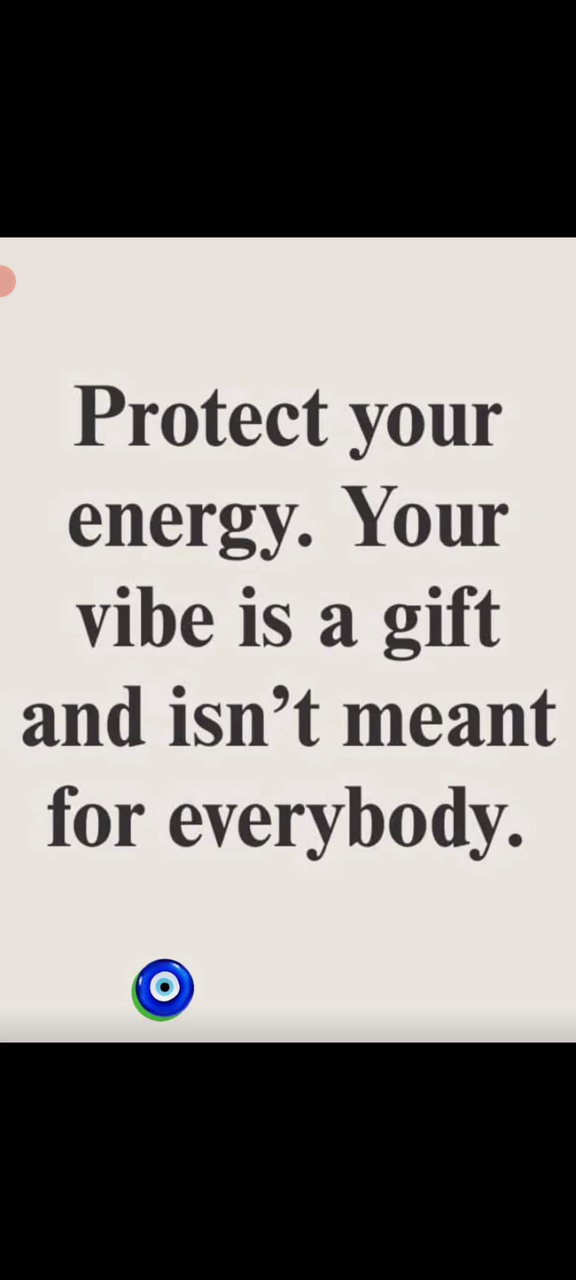 Protect your
energy. Your
vibe is a gift
and isn’t meant
for everybody.